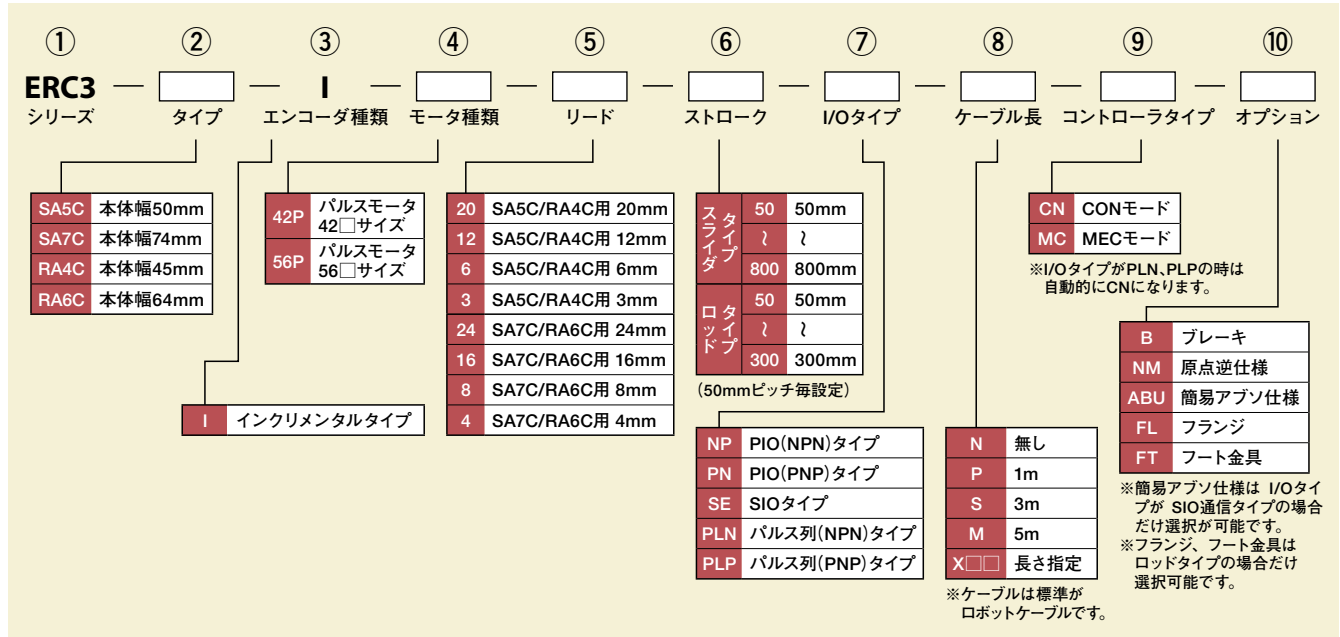 ① ② ③ ④ ⑤ ⑥ ⑦ ⑧ ⑨ ⑩
ERC3 — □ — I — □ — □ — □ — □ — □ — □ — □
シリーズ タイプ エンコーダ種類 モータ種類 リード ストローク I/Oタイプ ケーブル長 コントローラタイプ オプション
SA5C 本体幅50mm
SA7C 本体幅74mm
RA4C 本体幅45mm
RA6C 本体幅64mm
I インクリメンタルタイプ
42P パルスモータ
42□サイズ
56P パルスモータ
56□サイズ
20 SA5C/RA4C用 20mm
12 SA5C/RA4C用 12mm
6 SA5C/RA4C用 6mm
3 SA5C/RA4C用 3mm
24 SA7C/RA6C用 24mm
16 SA7C/RA6C用 16mm
8 SA7C/RA6C用 8mm
4 SA7C/RA6C用 4mm
スライダ
タイプ
50 50mm
〜 〜
800 800mm
ロッド
タイプ
50 50mm
〜 〜
300 300mm
(50mmピッチ毎設定)
NP PIO(NPN)タイプ
PN PIO(PNP)タイプ
SE SIOタイプ
PLN パルス列(NPN)タイプ
PLP パルス列(PNP)タイプ
N 無し
P 1m
S 3m
M 5m
X□□ 長さ指定
※ケーブルは標準が
ロボットケーブルです。
CN CONモード
MC MECモード
※I/OタイプがPLN、PLPの時は
自動的にCNになります。
B ブレーキ
NM 原点逆仕様
ABU 簡易アブソ仕様
FL フランジ
FT フート金具
※簡易アブソ仕様は I/Oタイ
プが SIO通信タイプの場合
だけ選択が可能です。
※フランジ、フート金具は
ロッドタイプの場合だけ
選択可能です。